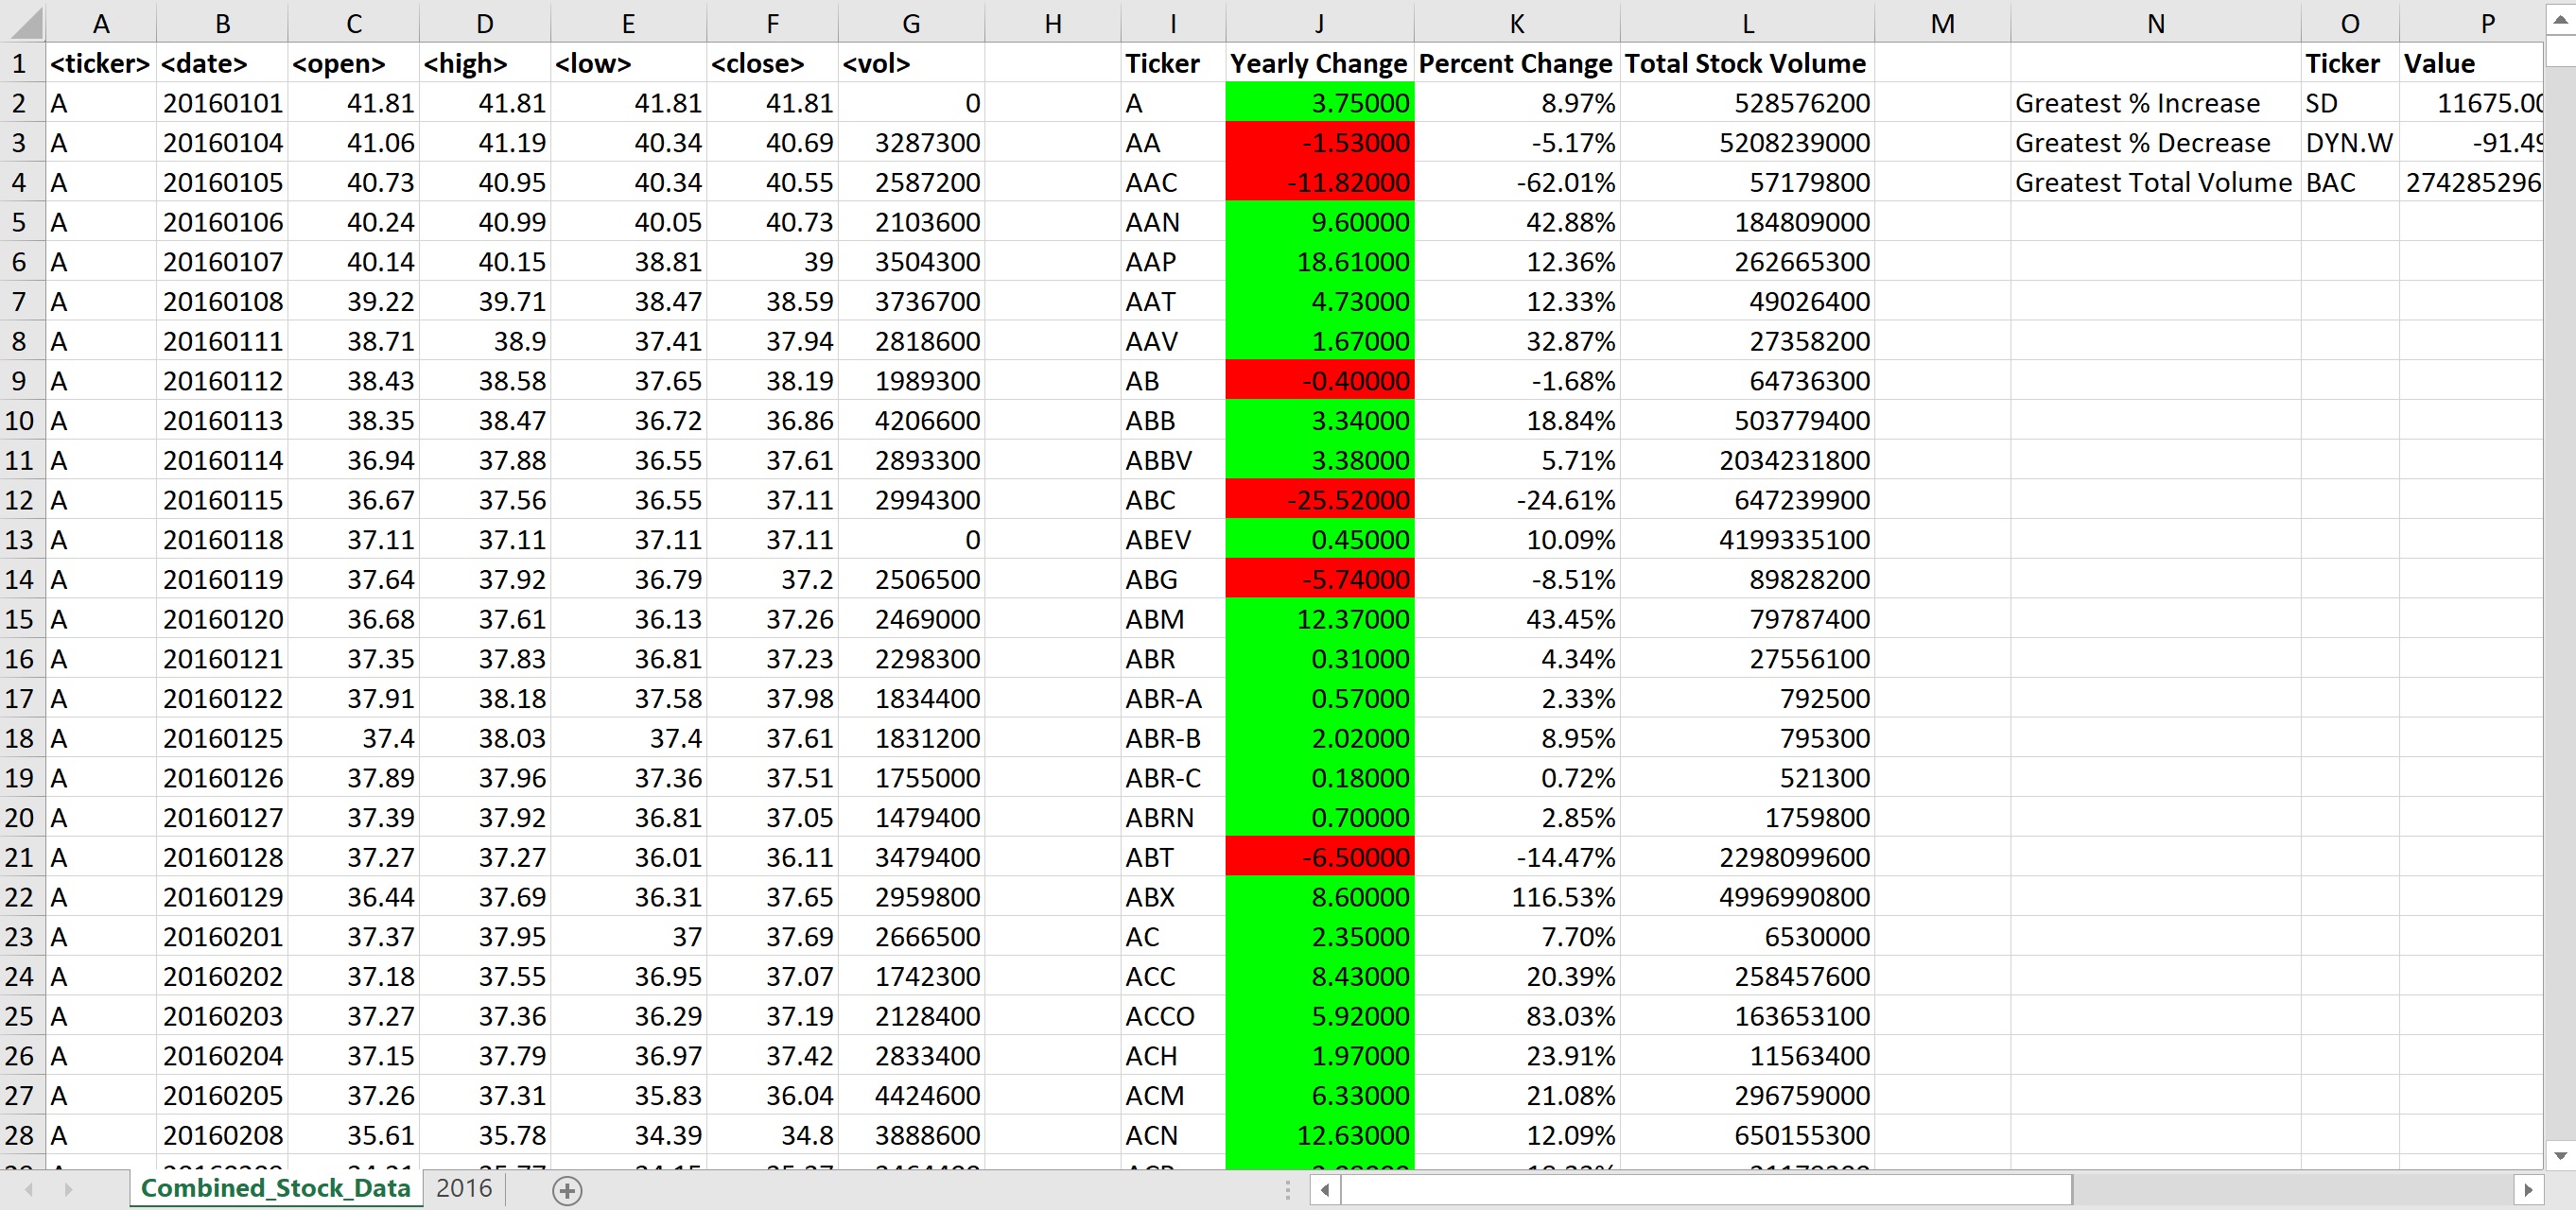 A B C D E F G H I J K L M N O P
1 <ticker> <date> <open> <high> <low> <close> <vol> Ticker Yearly Change Percent Change Total Stock Volume Ticker Value
2 A 20160101 41.81 41.81 41.81 41.81 0 A 3.75000 8.97% 528576200 Greatest % Increase SD 11675.00
3 A 20160104 41.06 41.19 40.34 40.69 3287300 AA -1.53000 -5.17% 5208239000 Greatest % Decrease DYN.W -91.49
4 A 20160105 40.73 40.95 40.34 40.55 2587200 AAC -11.82000 -62.01% 57179800 Greatest Total Volume BAC 274285296
5 A 20160106 40.24 40.99 40.05 40.73 2103600 AAN 9.60000 42.88% 184809000
6 A 20160107 40.14 40.15 38.81 39 3504300 AAP 18.61000 12.36% 262665300
7 A 20160108 39.22 39.71 38.47 38.59 3736700 AAT 4.73000 12.33% 49026400
8 A 20160111 38.71 38.9 37.41 37.94 2818600 AAV 1.67000 32.87% 27358200
9 A 20160112 38.43 38.58 37.65 38.19 1989300 AB -0.40000 -1.68% 64736300
10 A 20160113 38.35 38.47 36.72 36.86 4206600 ABB 3.34000 18.84% 503779400
11 A 20160114 36.94 37.88 36.55 37.61 2893300 ABBV 3.38000 5.71% 2034231800
12 A 20160115 36.67 37.56 36.55 37.11 2994300 ABC -25.52000 -24.61% 647239900
13 A 20160118 37.11 37.11 37.11 37.11 0 ABEV 0.45000 10.09% 4199335100
14 A 20160119 37.64 37.92 36.79 37.2 2506500 ABG -5.74000 -8.51% 89828200
15 A 20160120 36.68 37.61 36.13 37.26 2469000 ABM 12.37000 43.45% 79787400
16 A 20160121 37.35 37.83 36.81 37.23 2298300 ABR 0.31000 4.34% 27556100
17 A 20160122 37.91 38.18 37.58 37.98 1834400 ABR-A 0.57000 2.33% 792500
18 A 20160125 37.4 38.03 37.4 37.61 1831200 ABR-B 2.02000 8.95% 795300
19 A 20160126 37.89 37.96 37.36 37.51 1755000 ABR-C 0.18000 0.72% 521300
20 A 20160127 37.39 37.92 36.81 37.05 1479400 ABRN 0.70000 2.85% 1759800
21 A 20160128 37.27 37.27 36.01 36.11 3479400 ABT -6.50000 -14.47% 2298099600
22 A 20160129 36.44 37.69 36.31 37.65 2959800 ABX 8.60000 116.53% 4996990800
23 A 20160201 37.37 37.95 37 37.69 2666500 AC 2.35000 7.70% 6530000
24 A 20160202 37.18 37.55 36.95 37.07 1742300 ACC 8.43000 20.39% 258457600
25 A 20160203 37.27 37.36 36.29 37.19 2128400 ACCO 5.92000 83.03% 163653100
26 A 20160204 37.15 37.79 36.97 37.42 2833400 ACH 1.97000 23.91% 11563400
27 A 20160205 37.26 37.31 35.83 36.04 4424600 ACM 6.33000 21.08% 296759000
28 A 20160208 35.61 35.78 34.39 34.8 3888600 ACN 12.63000 12.09% 650155300
Combined_Stock_Data 2016